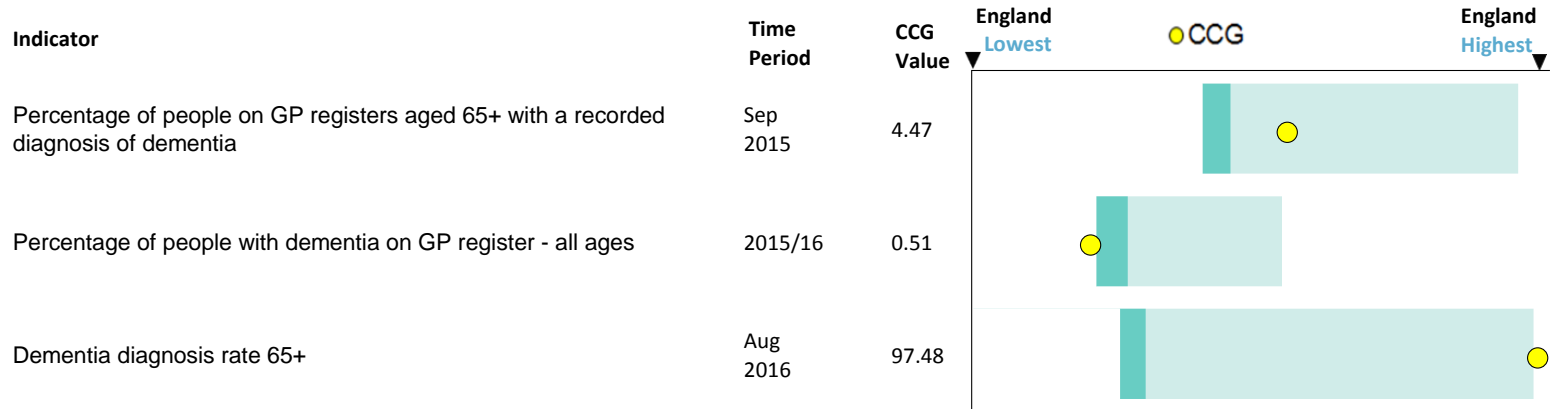 Indicator
Time
Period
CCG
Value
England
Lowest
CCG
England
Highest
Percentage of people on GP registers aged 65+ with a recorded
diagnosis of dementia
Sep
2015
4.47
Percentage of people with dementia on GP register - all ages
2015/16
0.51
Dementia diagnosis rate 65+
Aug
2016
97.48